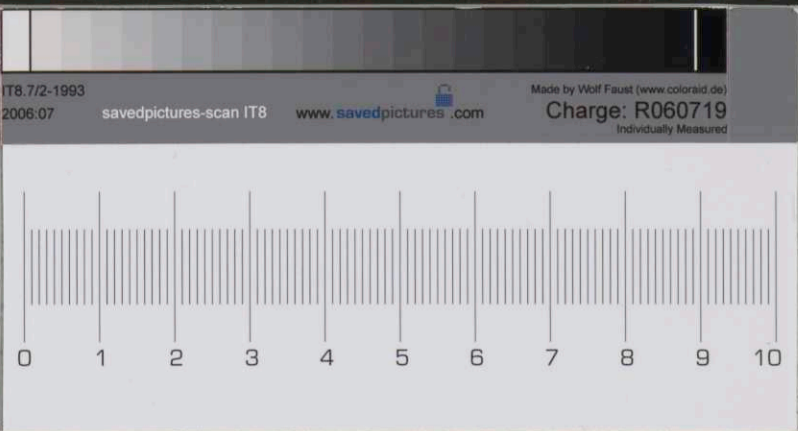 IT8.7/2-1993
2006:07
savedpictures-scan IT8
www.savedpictures.com
Made by Wolf Faust (www.coloraid.de)
Charge: R060719
Individually Measured
0 1 2 3 4 5 6 7 8 9 10